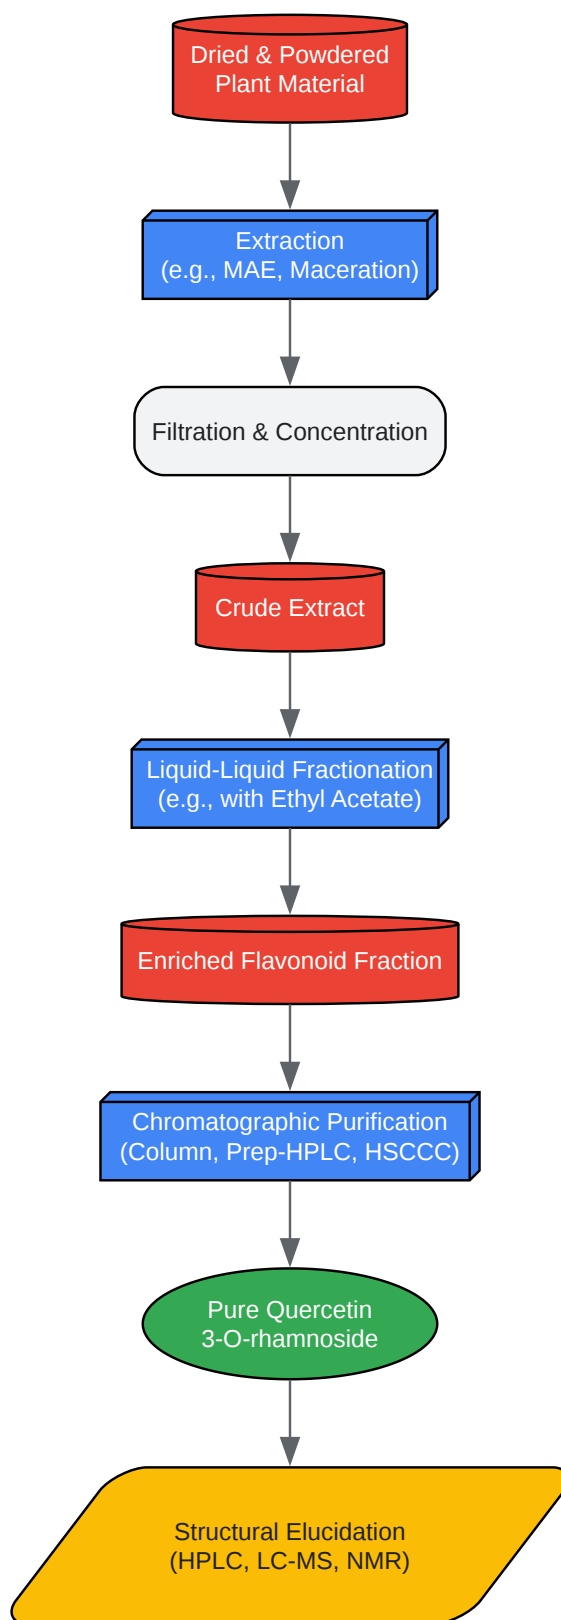 Dried & Powdered
Plant Material
Extraction
(e.g., MAE, Maceration)
Filtration & Concentration
Crude Extract
Liquid-Liquid Fractionation
(e.g., with Ethyl Acetate)
Enriched Flavonoid Fraction
Chromatographic Purification
(Column, Prep-HPLC, HSCCC)
Pure Quercetin
3-O-rhamnoside
Structural Elucidation
(HPLC, LC-MS, NMR)